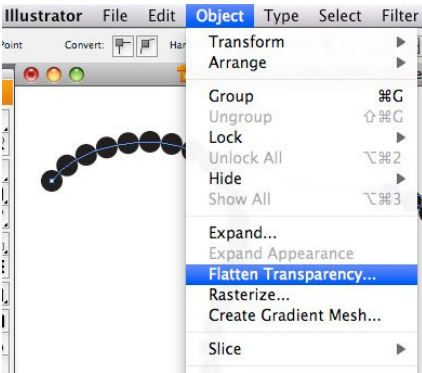 Illustrator File Edit Object Type Select Filter
Point Convert: Har
Transform
Arrange
Group ⌘G
Ungroup ⇧⌘G
Lock
Unlock All ⌥⌘2
Hide
Show All ⌥⌘3
Expand...
Expand Appearance
Flatten Transparency...
Rasterize...
Create Gradient Mesh...
Slice